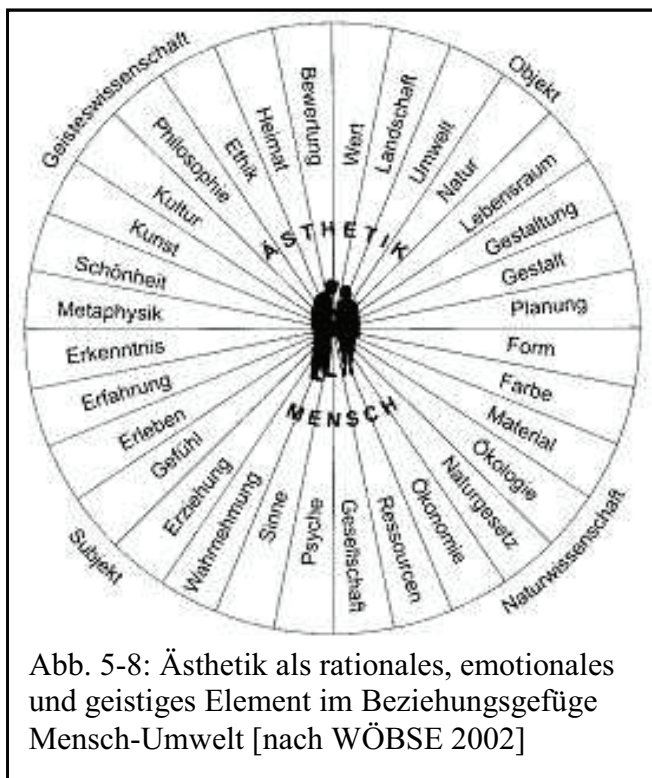 Geisteswissenschaft
Objekt
Naturwissenschaft
Subjekt
Wert
Landschaft
Umwelt
Natur
Lebensraum
Gestaltung
Gestalt
Planung
Form
Farbe
Material
Ökologie
Naturgesetz
Ökonomie
Ressourcen
Gesellschaft
Psyche
Sinne
Wahrnehmung
Erziehung
Gefühl
Erleben
Erfahrung
Erkenntnis
Metaphysik
Schönheit
Kunst
Kultur
Philosophie
Ethik
Heimat
Bewertung
ÄSTHETIK
MENSCH
Abb. 5-8: Ästhetik als rationales, emotionales
und geistiges Element im Beziehungsgefüge
Mensch-Umwelt [nach WÖBSE 2002]